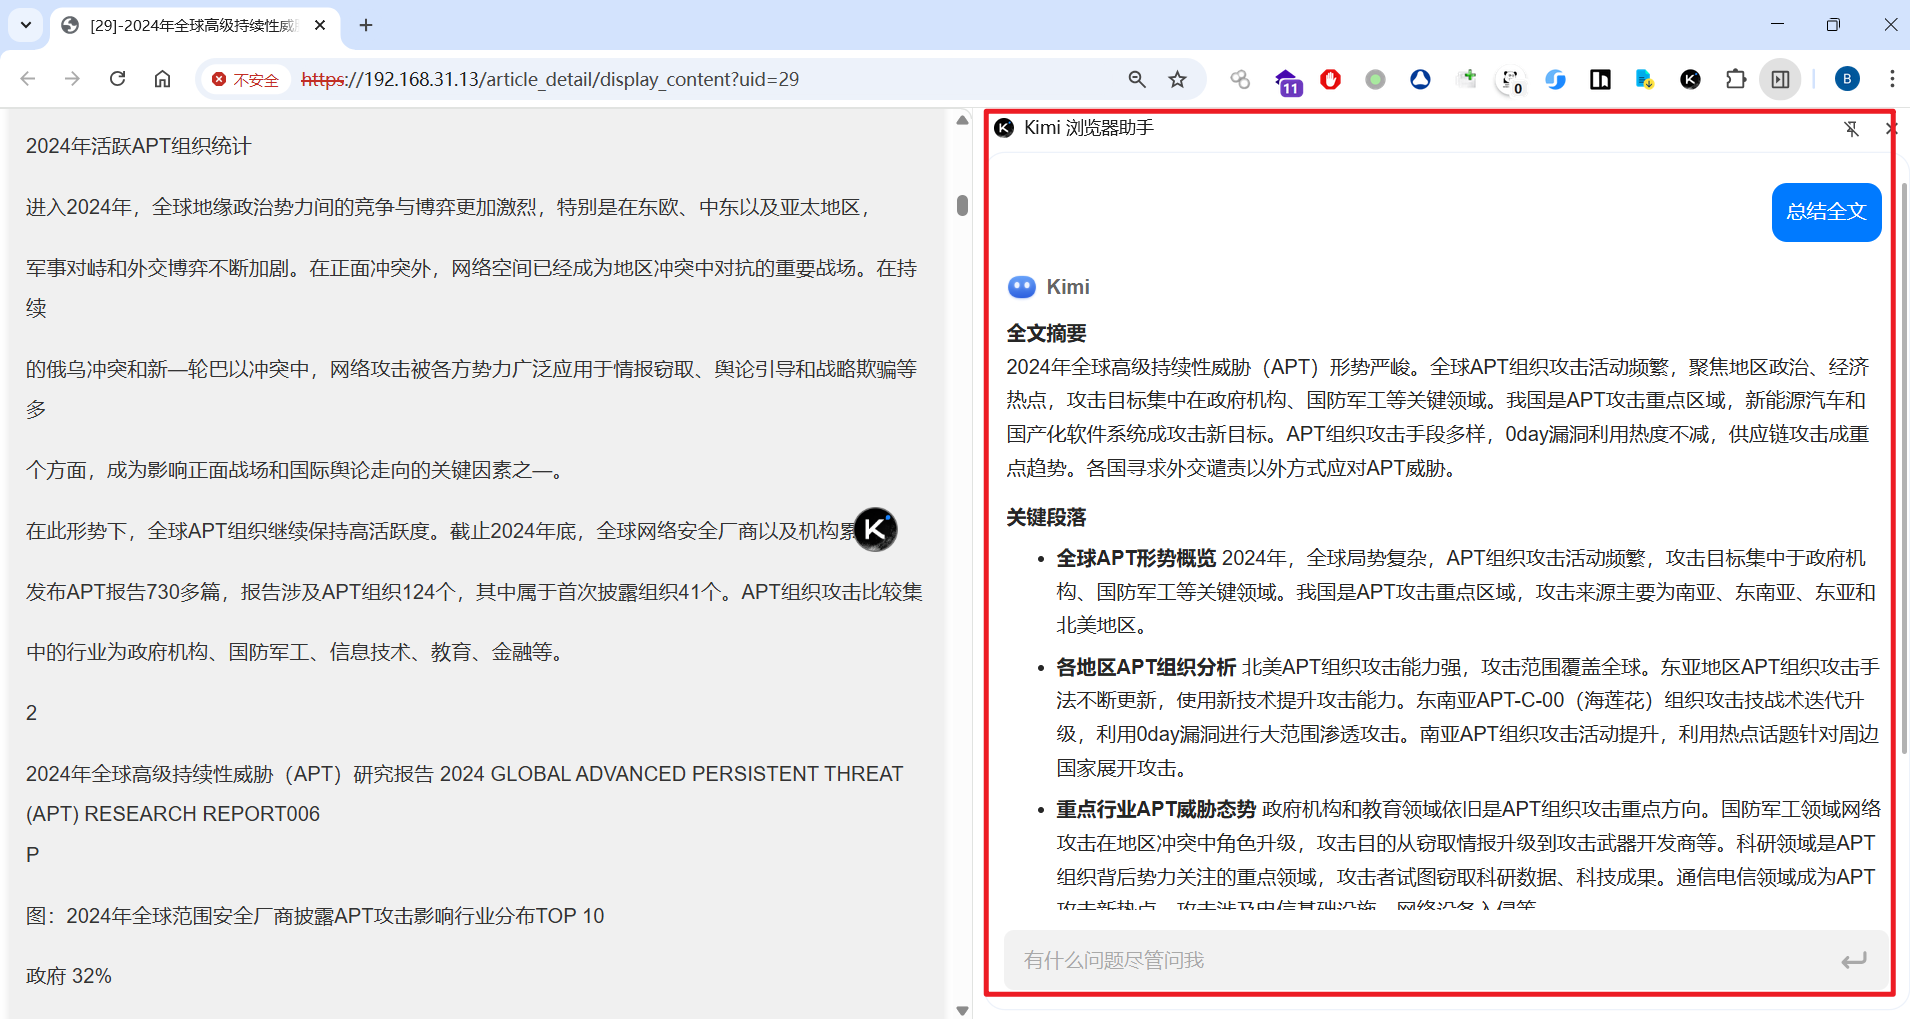 [29]-2024年全球高级持续性威
不安全
https://192.168.31.13/article_detail/display_content?uid=29
11
0
B
2024年活跃APT组织统计
进入2024年，全球地缘政治势力间的竞争与博弈更加激烈，特别是在东欧、中东以及亚太地区，
军事对峙和外交博弈不断加剧。在正面冲突外，网络空间已经成为地区冲突中对抗的重要战场。在持
续
的俄乌冲突和新—轮巴以冲突中，网络攻击被各方势力广泛应用于情报窃取、舆论引导和战略欺骗等
多
个方面，成为影响正面战场和国际舆论走向的关键因素之—。
在此形势下，全球APT组织继续保持高活跃度。截止2024年底，全球网络安全厂商以及机构累
发布APT报告730多篇，报告涉及APT组织124个，其中属于首次披露组织41个。APT组织攻击比较集
中的行业为政府机构、国防军工、信息技术、教育、金融等。
2
2024年全球高级持续性威胁（APT）研究报告 2024 GLOBAL ADVANCED PERSISTENT THREAT
(APT) RESEARCH REPORT006
P
图：2024年全球范围安全厂商披露APT攻击影响行业分布TOP 10
政府 32%
Kimi 浏览器助手
总结全文
Kimi
全文摘要
2024年全球高级持续性威胁（APT）形势严峻。全球APT组织攻击活动频繁，聚焦地区政治、经济
热点，攻击目标集中在政府机构、国防军工等关键领域。我国是APT攻击重点区域，新能源汽车和
国产化软件系统成攻击新目标。APT组织攻击手段多样，0day漏洞利用热度不减，供应链攻击成重
点趋势。各国寻求外交谴责以外方式应对APT威胁。
关键段落
• 全球APT形势概览 2024年，全球局势复杂，APT组织攻击活动频繁，攻击目标集中于政府机
构、国防军工等关键领域。我国是APT攻击重点区域，攻击来源主要为南亚、东南亚、东亚和
北美地区。
• 各地区APT组织分析 北美APT组织攻击能力强，攻击范围覆盖全球。东亚地区APT组织攻击手
法不断更新，使用新技术提升攻击能力。东南亚APT-C-00（海莲花）组织攻击技战术迭代升
级，利用0day漏洞进行大范围渗透攻击。南亚APT组织攻击活动提升，利用热点话题针对周边
国家展开攻击。
• 重点行业APT威胁态势 政府机构和教育领域依旧是APT组织攻击重点方向。国防军工领域网络
攻击在地区冲突中角色升级，攻击目的从窃取情报升级到攻击武器开发商等。科研领域是APT
组织背后势力关注的重点领域，攻击者试图窃取科研数据、科技成果。通信电信领域成为APT
攻击新热点，攻击涉及电信基础设施、网络设备入侵等
有什么问题尽管问我